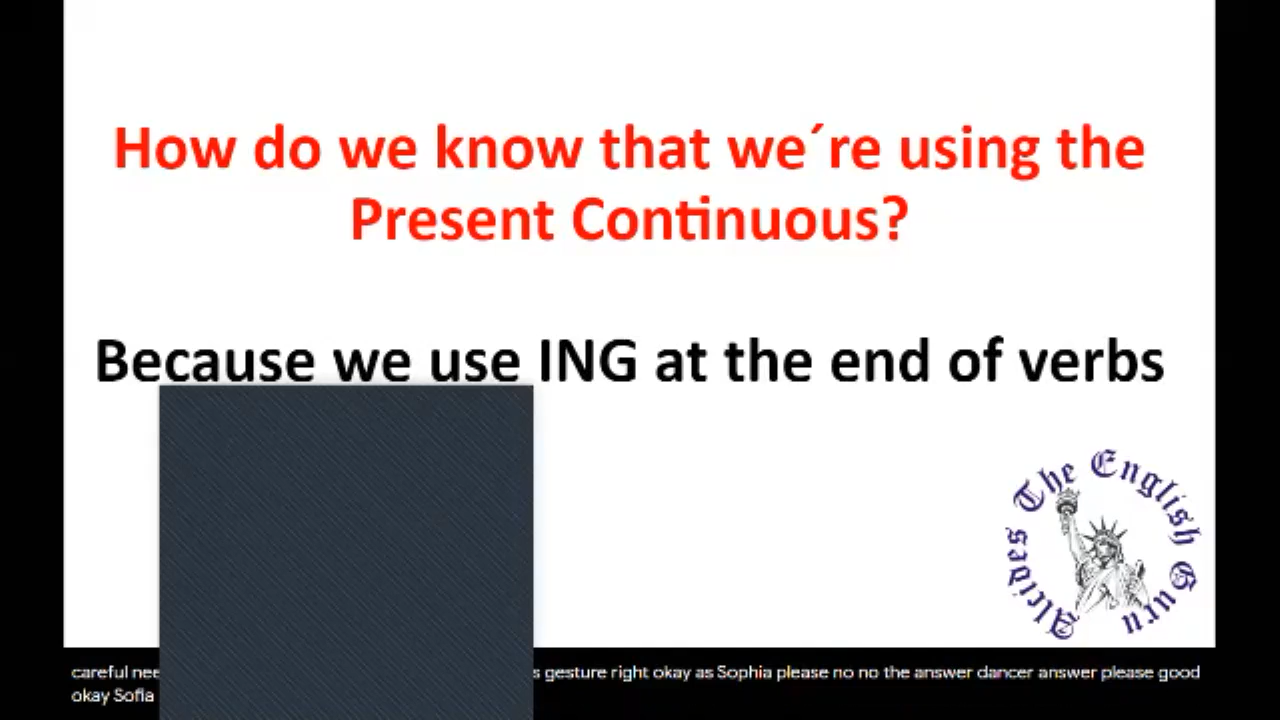 How do we know that we´re using the
Present Continuous?
Because we use ING at the end of verbs
Alcides The English Guru
careful nee
s gesture right okay as Sophia please no no the answer dancer answer please good
okay Sofia